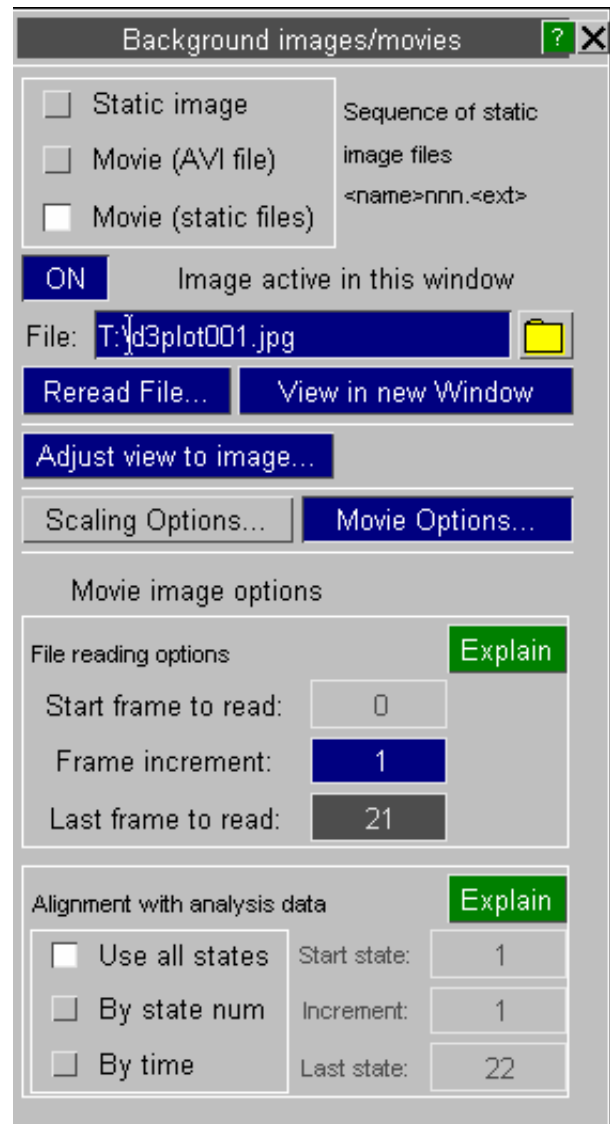 Background images/movies ? X
Static image
Movie (AVI file)
Movie (static files)
Sequence of static
image files
<name>nnn.<ext>
ON Image active in this window
File: T:\d3plot001.jpg
Reread File... View in new Window
Adjust view to image...
Scaling Options... Movie Options...
Movie image options
File reading options Explain
Start frame to read: 0
Frame increment: 1
Last frame to read: 21
Alignment with analysis data Explain
Use all states Start state: 1
By state num Increment: 1
By time Last state: 22